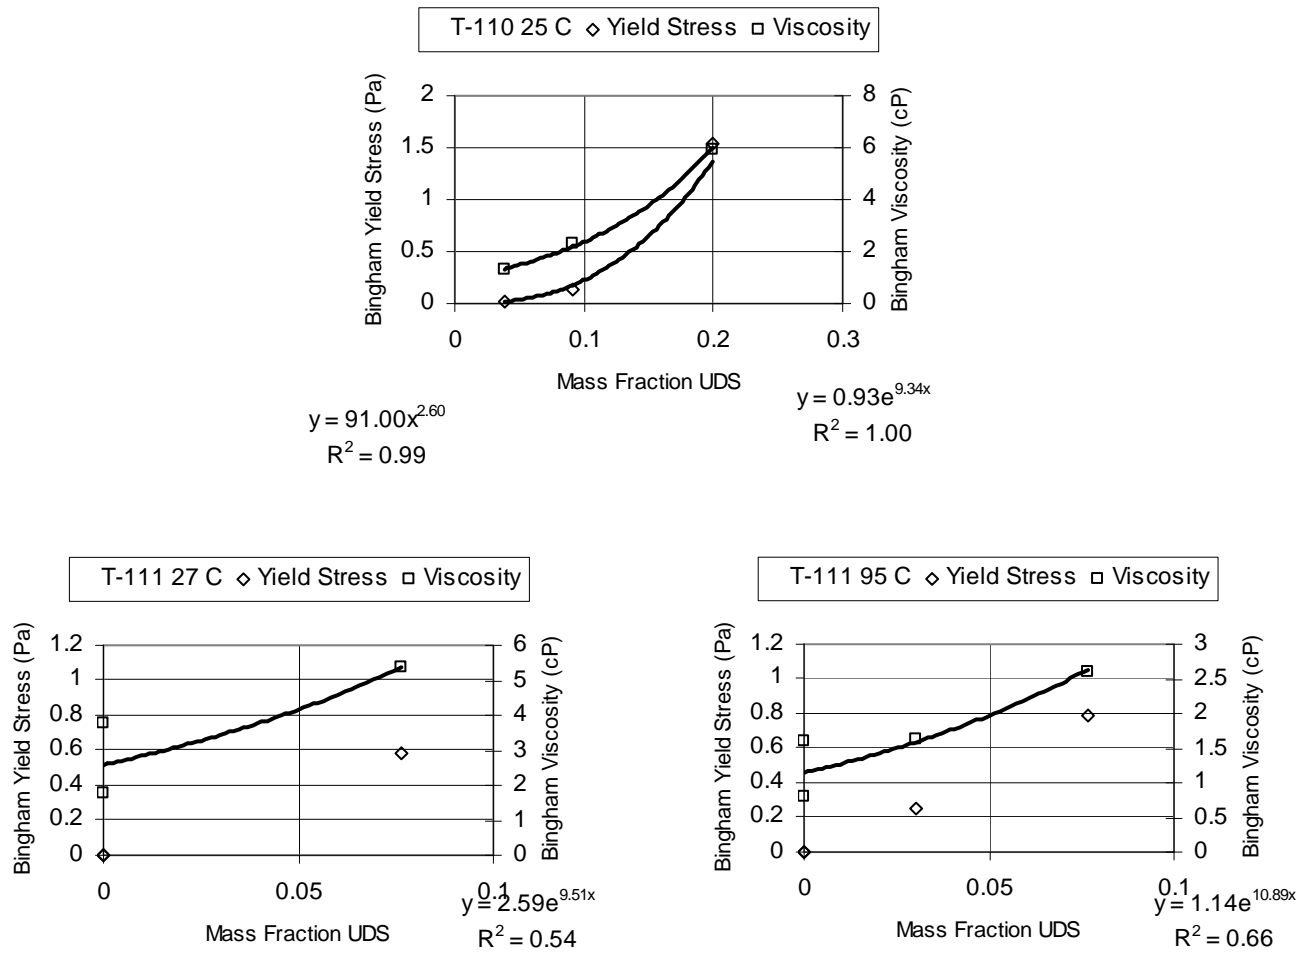 T-110 25 C ◇ Yield Stress □ Viscosity
Bingham Yield Stress (Pa)
2
1.5
1
0.5
0
8
6
4
2
0
Bingham Viscosity (cP)
0 0.1 0.2 0.3
Mass Fraction UDS
y = 91.00x^2.60
R^2 = 0.99
y = 0.93e^9.34x
R^2 = 1.00
T-111 27 C ◇ Yield Stress □ Viscosity
Bingham Yield Stress (Pa)
1.2
1
0.8
0.6
0.4
0.2
0
6
5
4
3
2
1
0
Bingham Viscosity (cP)
0 0.05 0.1
Mass Fraction UDS
y = 2.59e^9.51x
R^2 = 0.54
T-111 95 C ◇ Yield Stress □ Viscosity
Bingham Yield Stress (Pa)
1.2
1
0.8
0.6
0.4
0.2
0
3
2.5
2
1.5
1
0.5
0
Bingham Viscosity (cP)
0 0.05 0.1
Mass Fraction UDS
y = 1.14e^10.89x
R^2 = 0.66